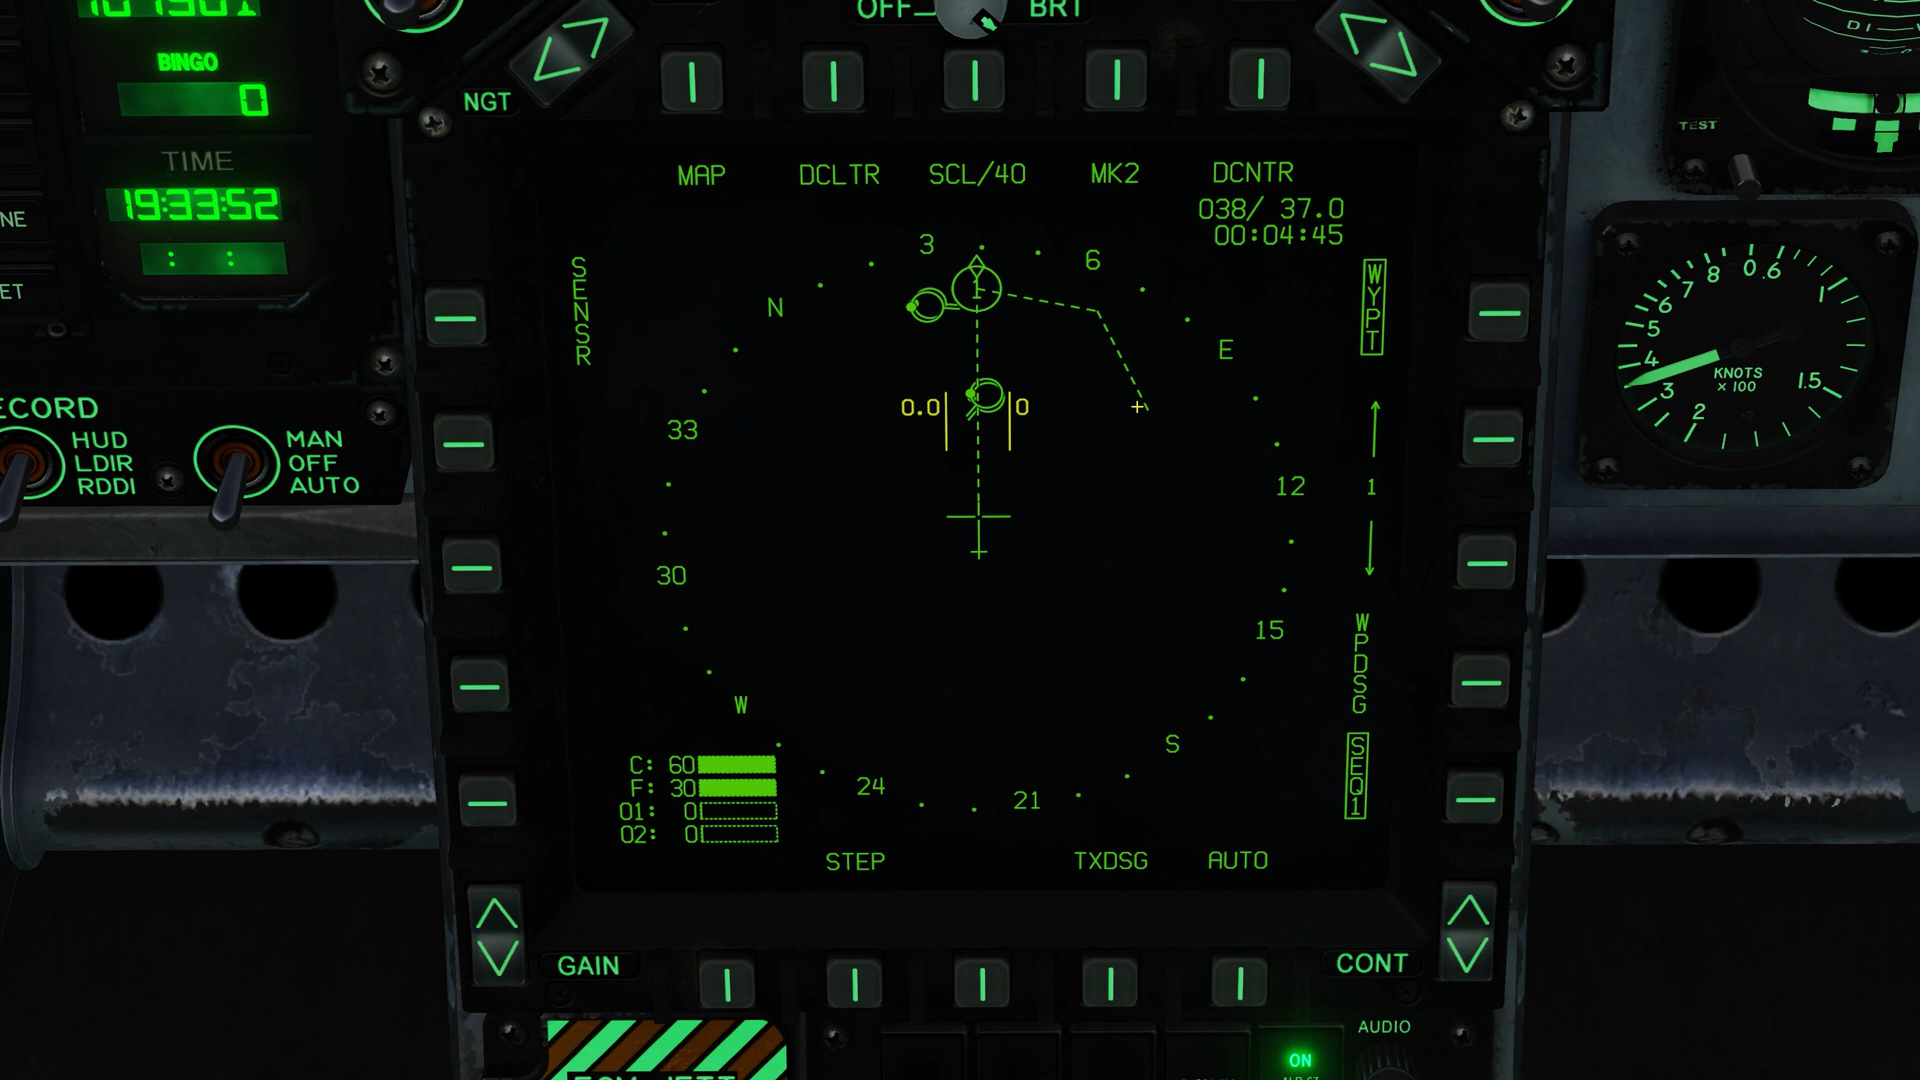 OFF
BRT
BINGO
0
NGT
TIME
19:33:52
: :
NE
ET
MAP
DCLTR
SCL/40
MK2
DCNTR
038/ 37.0
00:04:45
SENSR
N
3
6
E
12
15
S
21
24
W
30
33
1
0.0
0
WYPT
1
WPDSG
SEQ1
C: 60
F: 30
O1: 0
O2: 0
STEP
TXDSG
AUTO
ECORD
HUD
LDIR
RDDI
MAN
OFF
AUTO
TEST
0.6
1
1.5
2
3
4
5
6
7
8
KNOTS
× 100
GAIN
CONT
AUDIO
ON